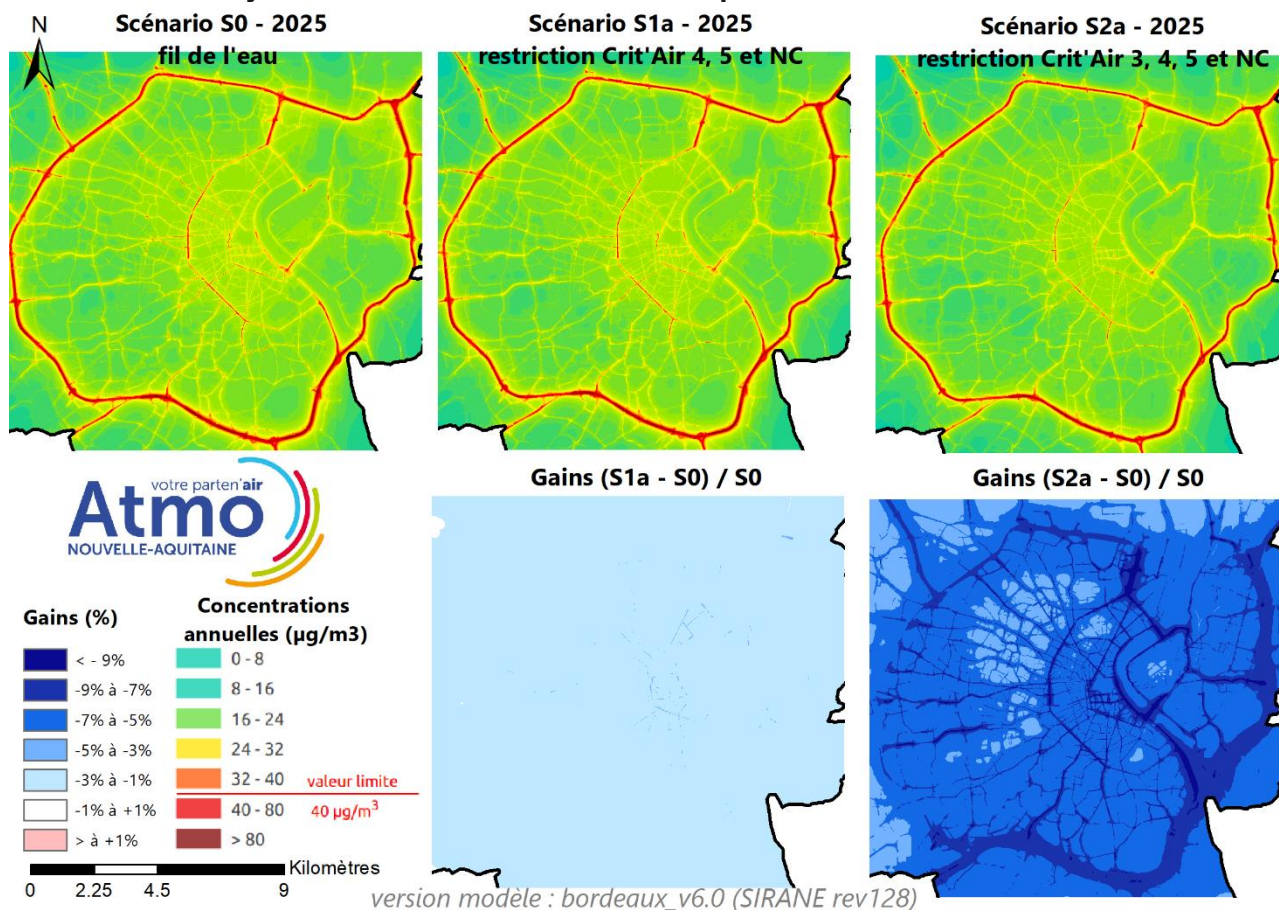 N
Scénario S0 - 2025
fil de l'eau
Scénario S1a - 2025
restriction Crit'Air 4, 5 et NC
Scénario S2a - 2025
restriction Crit'Air 3, 4, 5 et NC
votre parten'air
Atmo
NOUVELLE-AQUITAINE
Gains (S1a - S0) / S0
Gains (S2a - S0) / S0
Gains (%)
< - 9%
-9% à -7%
-7% à -5%
-5% à -3%
-3% à -1%
-1% à +1%
> à +1%
Concentrations
annuelles (µg/m3)
0 - 8
8 - 16
16 - 24
24 - 32
32 - 40
valeur limite
40 - 80
40 µg/m³
> 80
Kilomètres
0 2.25 4.5 9
version modèle : bordeaux_v6.0 (SIRANE rev128)